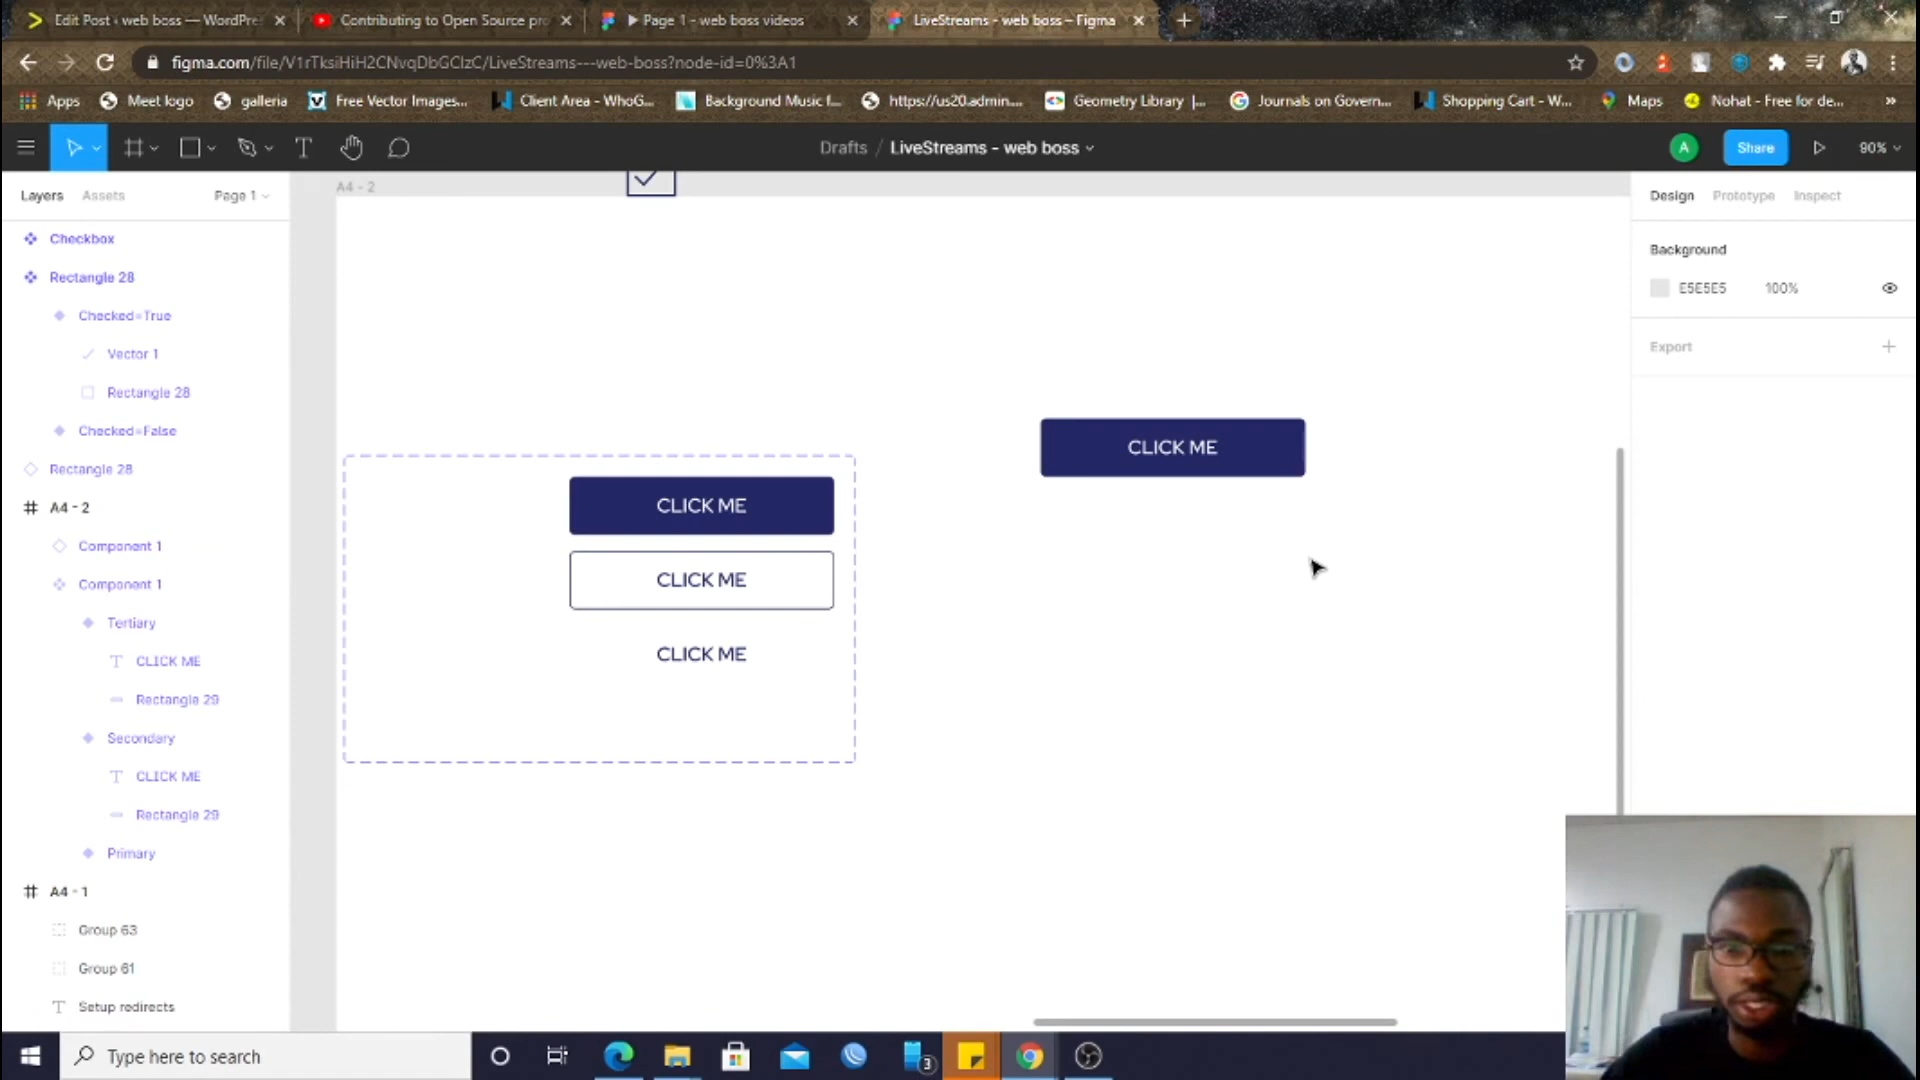 Edit Post ‹ web boss — WordPre
Contributing to Open Source pro
Page 1 - web boss videos
LiveStreams - web boss – Figma
figma.com/file/V1rTksiHiH2CNvqDbGClzC/LiveStreams---web-boss?node-id=0%3A1
Apps
Meet logo
galleria
Free Vector Images...
Client Area - WhoG...
Background Music f...
https://us20.admin....
Geometry Library |...
Journals on Govern...
Shopping Cart - W...
Maps
Nohat - Free for de...
»
Drafts / LiveStreams - web boss
A
Share
90%
Layers
Assets
Page 1
A4 - 2
Design
Prototype
Inspect
Checkbox
Rectangle 28
Checked=True
Vector 1
Rectangle 28
Checked=False
Rectangle 28
A4 - 2
Component 1
Component 1
Tertiary
CLICK ME
Rectangle 29
Secondary
CLICK ME
Rectangle 29
Primary
A4 - 1
Group 63
Group 61
Setup redirects
CLICK ME
CLICK ME
CLICK ME
CLICK ME
Background
E5E5E5 100%
Export
Type here to search
3